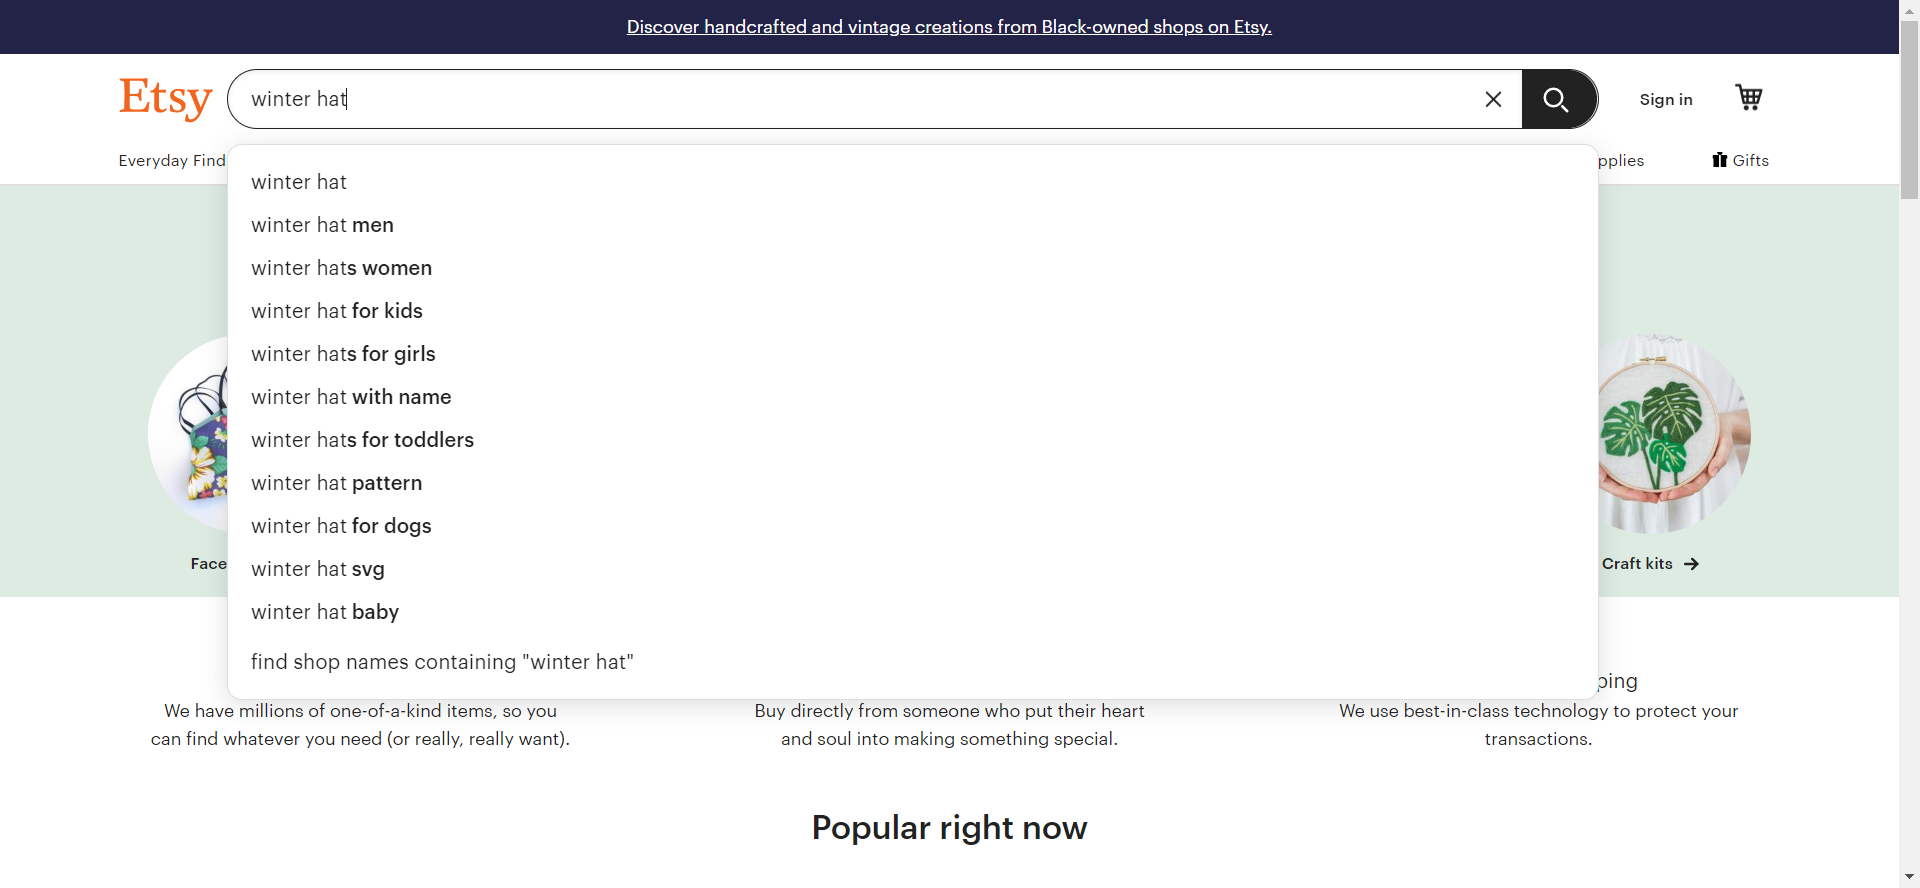 Discover handcrafted and vintage creations from Black-owned shops on Etsy.
Etsy
winter hat
Sign in
Everyday Find
pplies
Gifts
winter hat
winter hat men
winter hats women
winter hat for kids
winter hats for girls
winter hat with name
winter hats for toddlers
winter hat pattern
winter hat for dogs
winter hat svg
winter hat baby
find shop names containing "winter hat"
Face
Craft kits
ping
We have millions of one-of-a-kind items, so you
can find whatever you need (or really, really want).
Buy directly from someone who put their heart
and soul into making something special.
We use best-in-class technology to protect your
transactions.
Popular right now